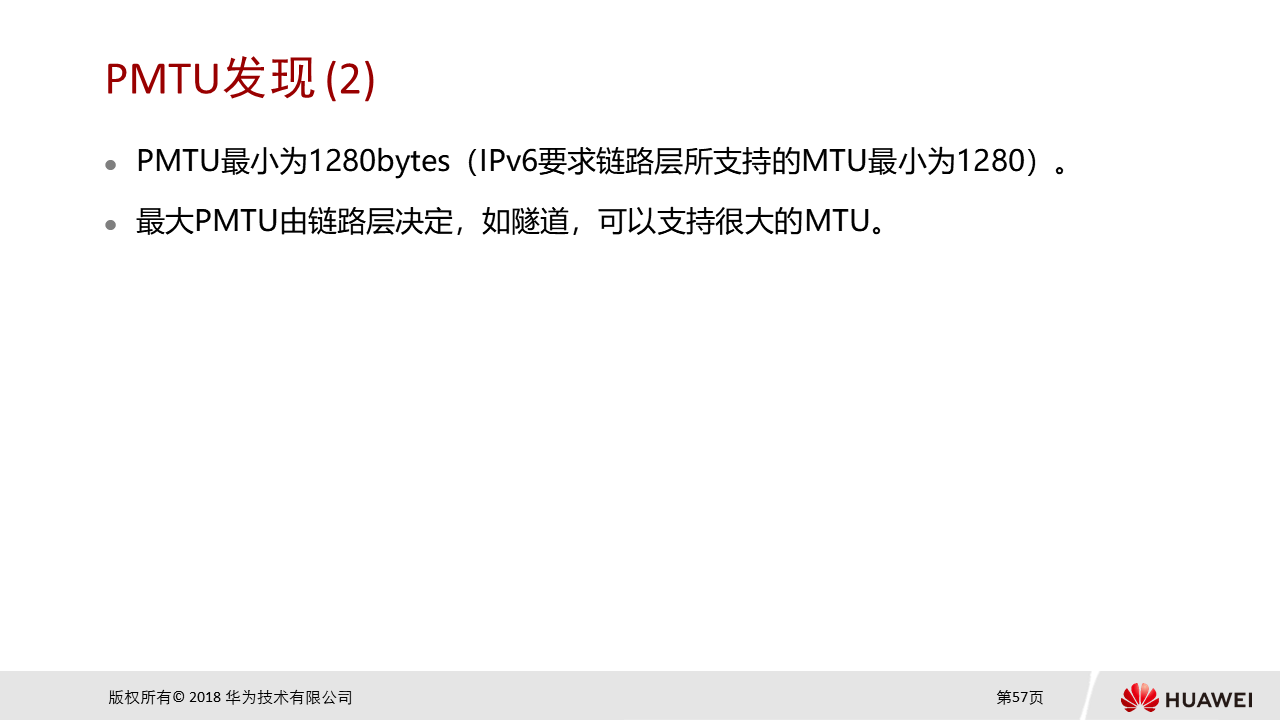 PMTU发现 (2)
● PMTU最小为1280bytes（IPv6要求链路层所支持的MTU最小为1280）。
● 最大PMTU由链路层决定，如隧道，可以支持很大的MTU。
版权所有© 2018 华为技术有限公司
第57页
HUAWEI